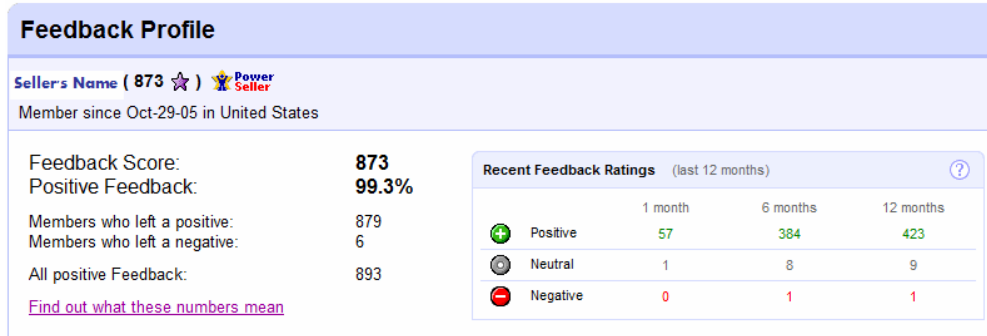 Feedback Profile
Seller's Name ( 873 ) Power Seller
Member since Oct-29-05 in United States
Feedback Score: 873
Positive Feedback: 99.3%
Members who left a positive: 879
Members who left a negative: 6
All positive Feedback: 893
Find out what these numbers mean
Recent Feedback Ratings (last 12 months) ?
1 month 6 months 12 months
Positive 57 384 423
Neutral 1 8 9
Negative 0 1 1